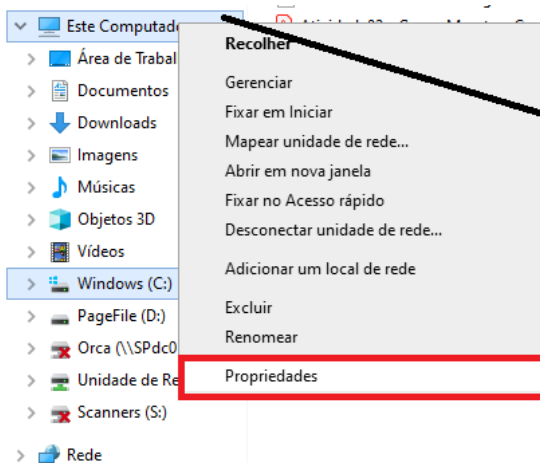 Este Computad
Área de Trabal
Documentos
Downloads
Imagens
Músicas
Objetos 3D
Vídeos
Windows (C:)
PageFile (D:)
Orca (\\SPdc0
Unidade de Re
Scanners (S:)
Rede
Recolher
Gerenciar
Fixar em Iniciar
Mapear unidade de rede...
Abrir em nova janela
Fixar no Acesso rápido
Desconectar unidade de rede...
Adicionar um local de rede
Excluir
Renomear
Propriedades